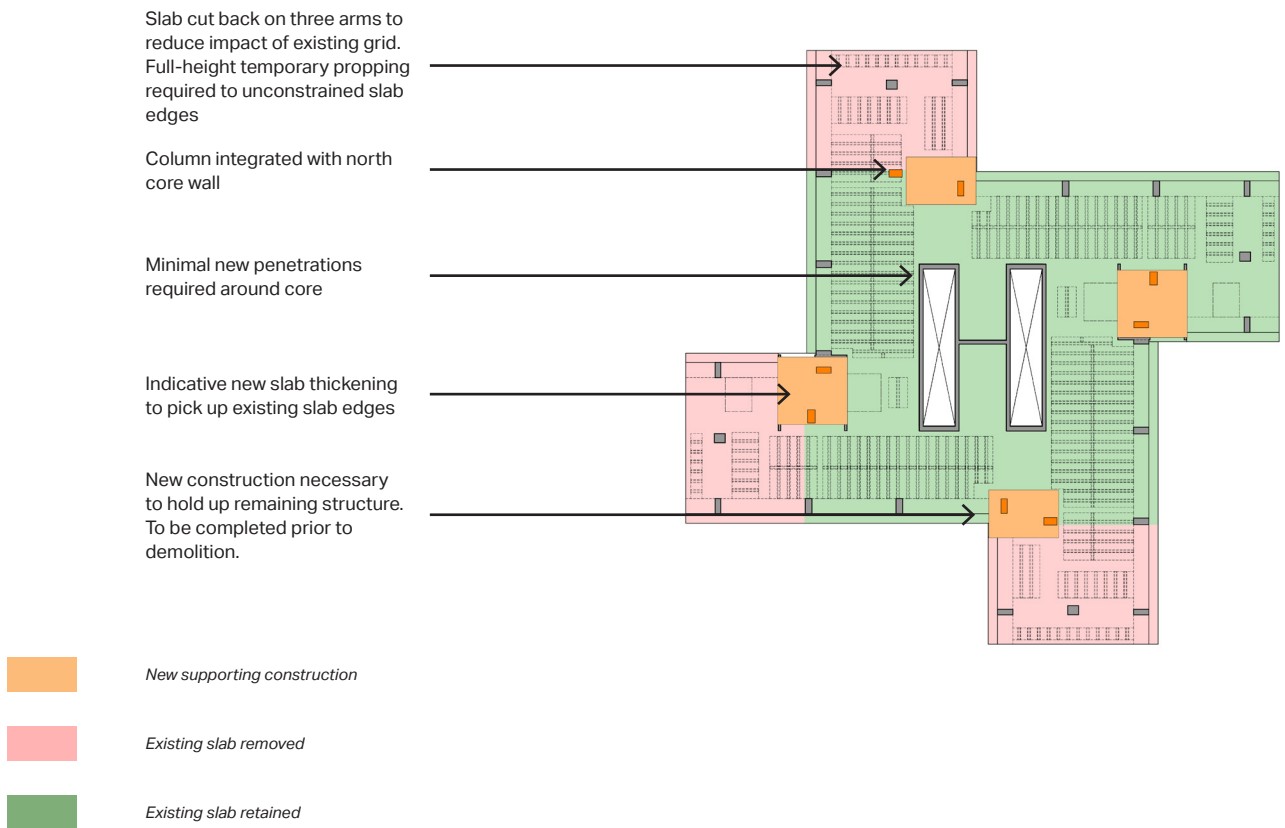 Slab cut back on three arms to
reduce impact of existing grid.
Full-height temporary propping
required to unconstrained slab
edges
Column integrated with north
core wall
Minimal new penetrations
required around core
Indicative new slab thickening
to pick up existing slab edges
New construction necessary
to hold up remaining structure.
To be completed prior to
demolition.
New supporting construction
Existing slab removed
Existing slab retained